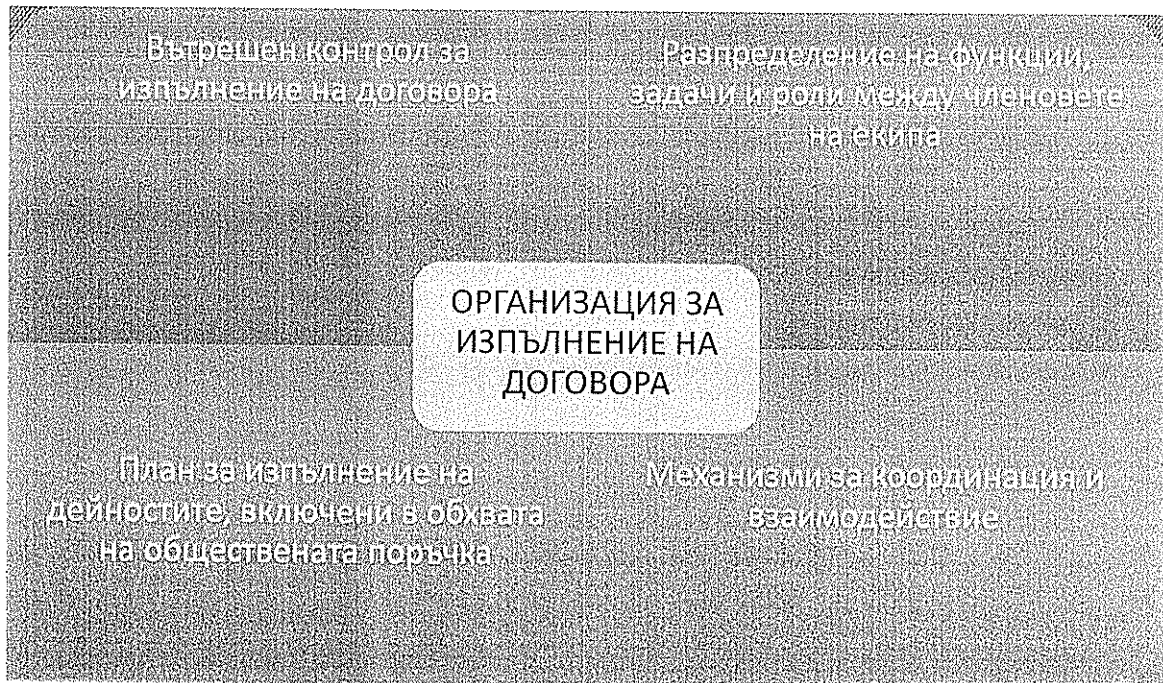 Вътрешен контрол за
изпълнение на договора
Разпределение на функции,
задачи и роли между членовете
на екипа
ОРГАНИЗАЦИЯ ЗА
ИЗПЪЛНЕНИЕ НА
ДОГОВОРА
План за изпълнение на
дейностите, включени в обхвата
на обществената поръчка
Механизми за координация и
взаимодействие